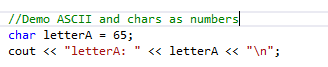 //Demo ASCII and chars as numbers
char letterA = 65;
cout << "letterA: " << letterA << "\n";